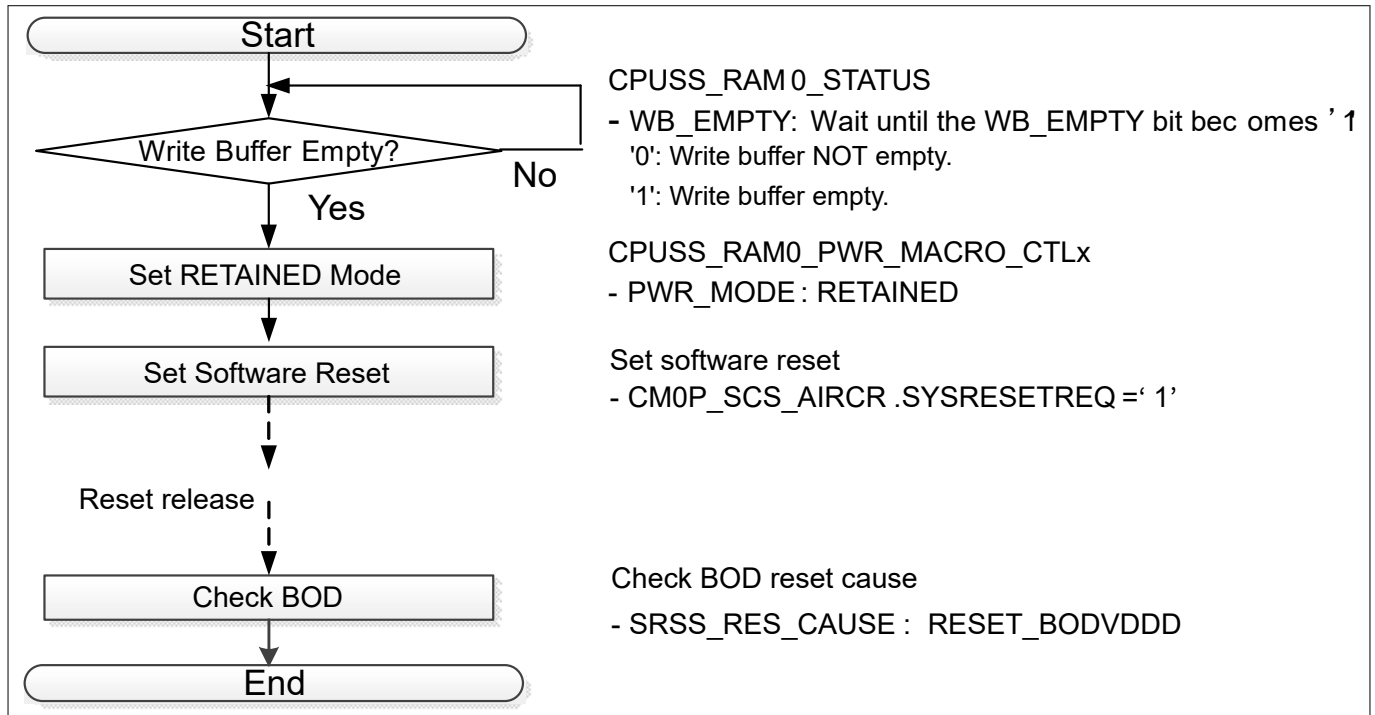 Start
CPUSS_RAM 0_STATUS
- WB_EMPTY: Wait until the WB_EMPTY bit bec omes ’ 1
Write Buffer Empty?
'0': Write buffer NOT empty.
No
'1': Write buffer empty.
Yes
CPUSS_RAM0_PWR_MACRO_CTLx
Set RETAINED Mode
- PWR_MODE : RETAINED
Set software reset
Set Software Reset
- CM0P_SCS_AIRCR .SYSRESETREQ =‘ 1’
Reset release
Check BOD reset cause
Check BOD
- SRSS_RES_CAUSE : RESET_BODVDDD
End